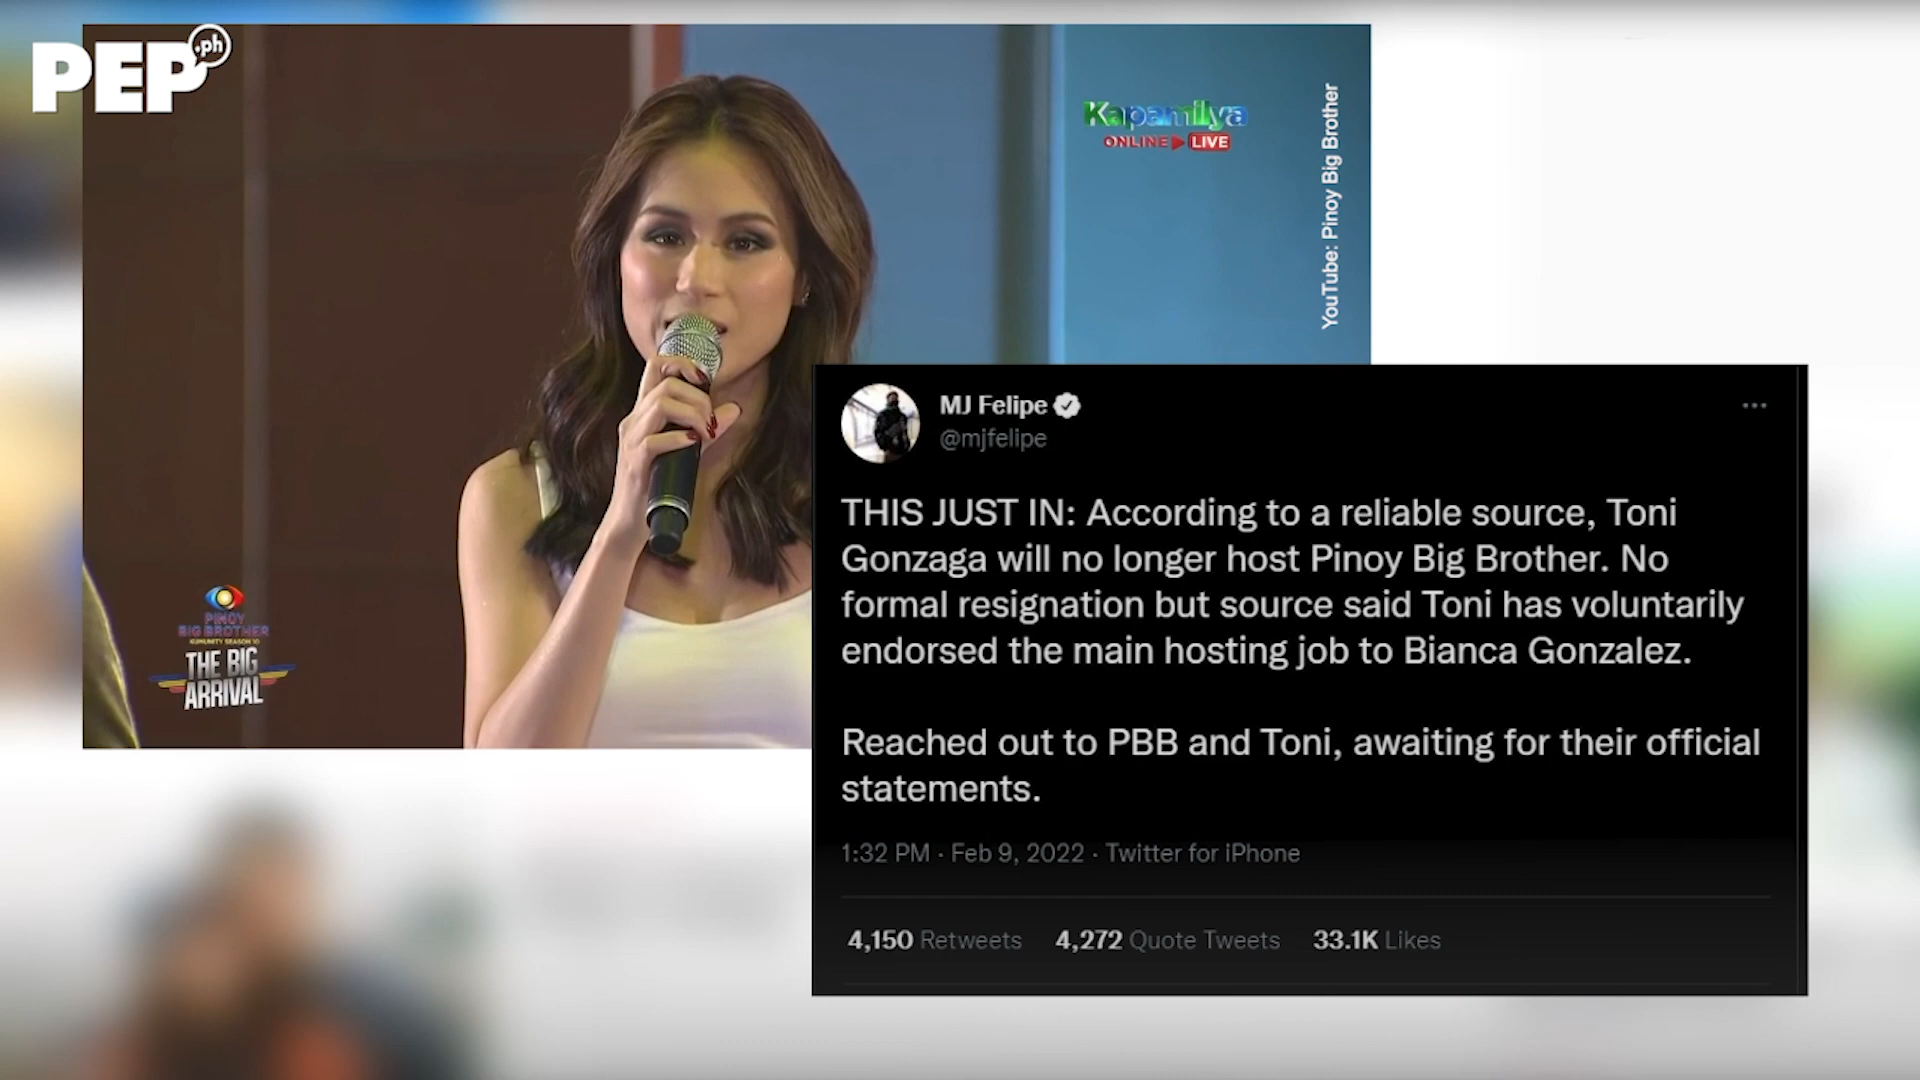 PEP.ph
Kapamilya
ONLINE LIVE
YouTube: Pinoy Big Brother
PINOY
BIG BROTHER
KUMUNITY SEASON 10
THE BIG
ARRIVAL
MJ Felipe
@mjfelipe
THIS JUST IN: According to a reliable source, Toni
Gonzaga will no longer host Pinoy Big Brother. No
formal resignation but source said Toni has voluntarily
endorsed the main hosting job to Bianca Gonzalez.
Reached out to PBB and Toni, awaiting for their official
statements.
1:32 PM · Feb 9, 2022 · Twitter for iPhone
4,150 Retweets 4,272 Quote Tweets 33.1K Likes